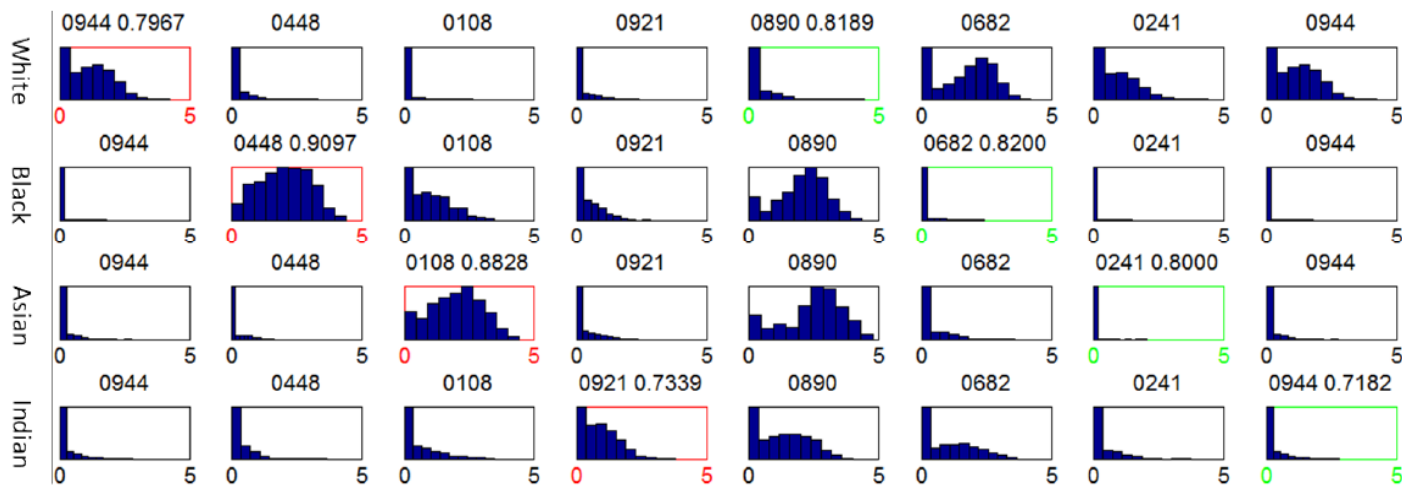 White
0944 0.7967 0448 0108 0921 0890 0.8189 0682 0241 0944
0 5 0 5 0 5 0 5 0 5 0 5 0 5 0 5
Black
0944 0448 0.9097 0108 0921 0890 0682 0.8200 0241 0944
0 5 0 5 0 5 0 5 0 5 0 5 0 5 0 5
Asian
0944 0448 0108 0.8828 0921 0890 0682 0241 0.8000 0944
0 5 0 5 0 5 0 5 0 5 0 5 0 5 0 5
Indian
0944 0448 0108 0921 0.7339 0890 0682 0241 0944 0.7182
0 5 0 5 0 5 0 5 0 5 0 5 0 5 0 5